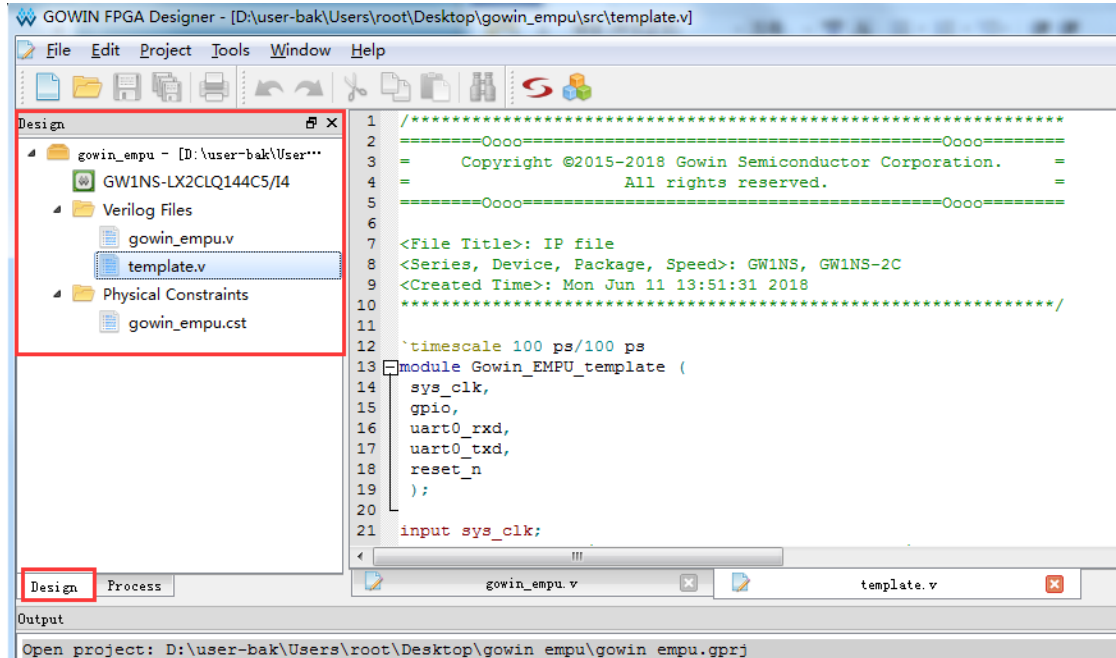 GOWIN FPGA Designer - [D:\user-bak\Users\root\Desktop\gowin_empu\src\template.v]
File Edit Project Tools Window Help
Design
gowin_empu - [D:\user-bak\User...
GW1NS-LX2CLQ144C5/I4
Verilog Files
gowin_empu.v
template.v
Physical Constraints
gowin_empu.cst
Design Process
1 /*****************************************************************
2 ========Oooo=========================================Oooo========
3 =     Copyright ©2015-2018 Gowin Semiconductor Corporation.     =
4 =                     All rights reserved.                      =
5 ========Oooo=========================================Oooo========
6
7 <File Title>: IP file
8 <Series, Device, Package, Speed>: GW1NS, GW1NS-2C
9 <Created Time>: Mon Jun 11 13:51:31 2018
10 ****************************************************************/
11
12 `timescale 100 ps/100 ps
13 module Gowin_EMPU_template (
14 sys_clk,
15 gpio,
16 uart0_rxd,
17 uart0_txd,
18 reset_n
19 );
20
21 input sys_clk;
gowin_empu.v template.v
Output
Open project: D:\user-bak\Users\root\Desktop\gowin_empu\gowin_empu.gprj